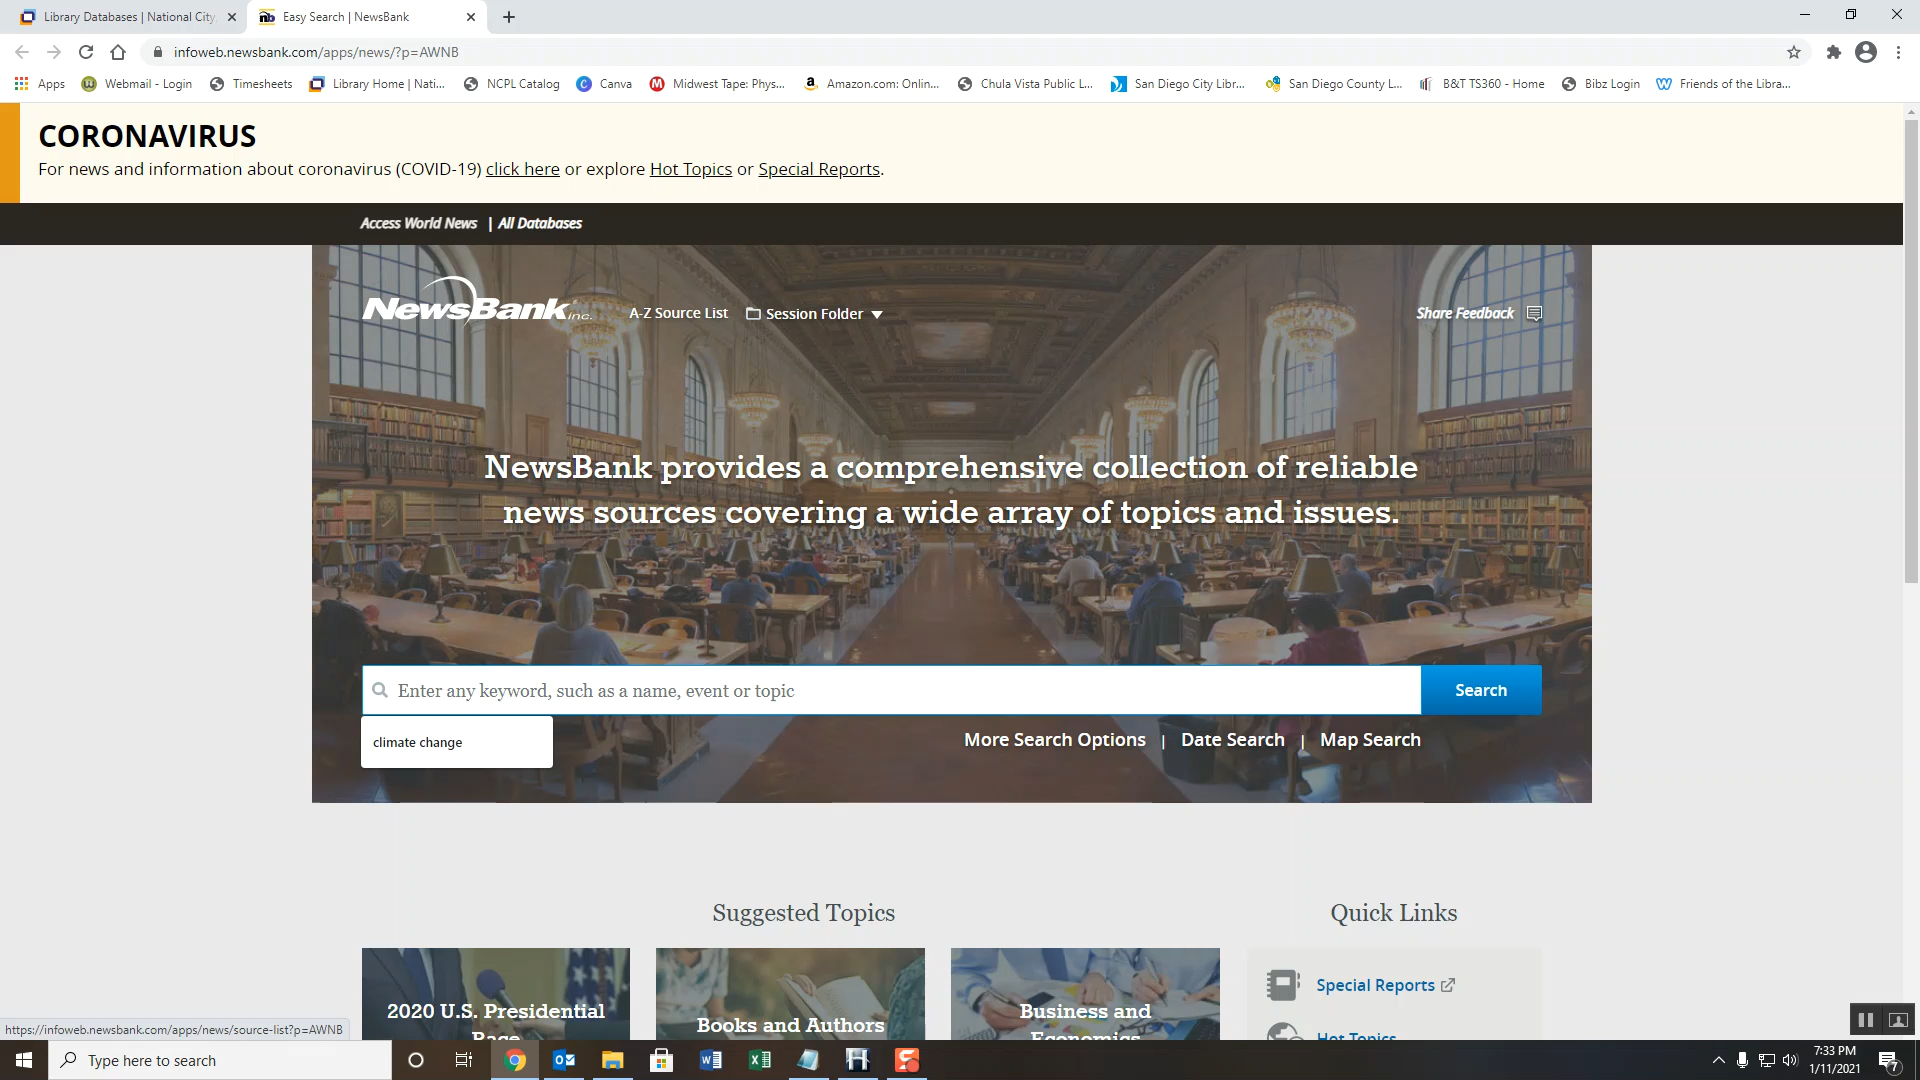 Library Databases | National City
Easy Search | NewsBank
infoweb.newsbank.com/apps/news/?p=AWNB
Apps
Webmail - Login
Timesheets
Library Home | Nati...
NCPL Catalog
Canva
Midwest Tape: Phys...
Amazon.com: Onlin...
Chula Vista Public L...
San Diego City Libr...
San Diego County L...
B&T TS360 - Home
Bibz Login
Friends of the Libra...
CORONAVIRUS
For news and information about coronavirus (COVID-19) click here or explore Hot Topics or Special Reports.
Access World News | All Databases
NewsBank inc.
A-Z Source List
Session Folder
Share Feedback
NewsBank provides a comprehensive collection of reliable
news sources covering a wide array of topics and issues.
Enter any keyword, such as a name, event or topic
Search
climate change
More Search Options | Date Search | Map Search
Suggested Topics
Quick Links
2020 U.S. Presidential
Race
Books and Authors
Business and
Economics
Special Reports
Hot Topics
https://infoweb.newsbank.com/apps/news/source-list?p=AWNB
Type here to search
7:33 PM
1/11/2021
7